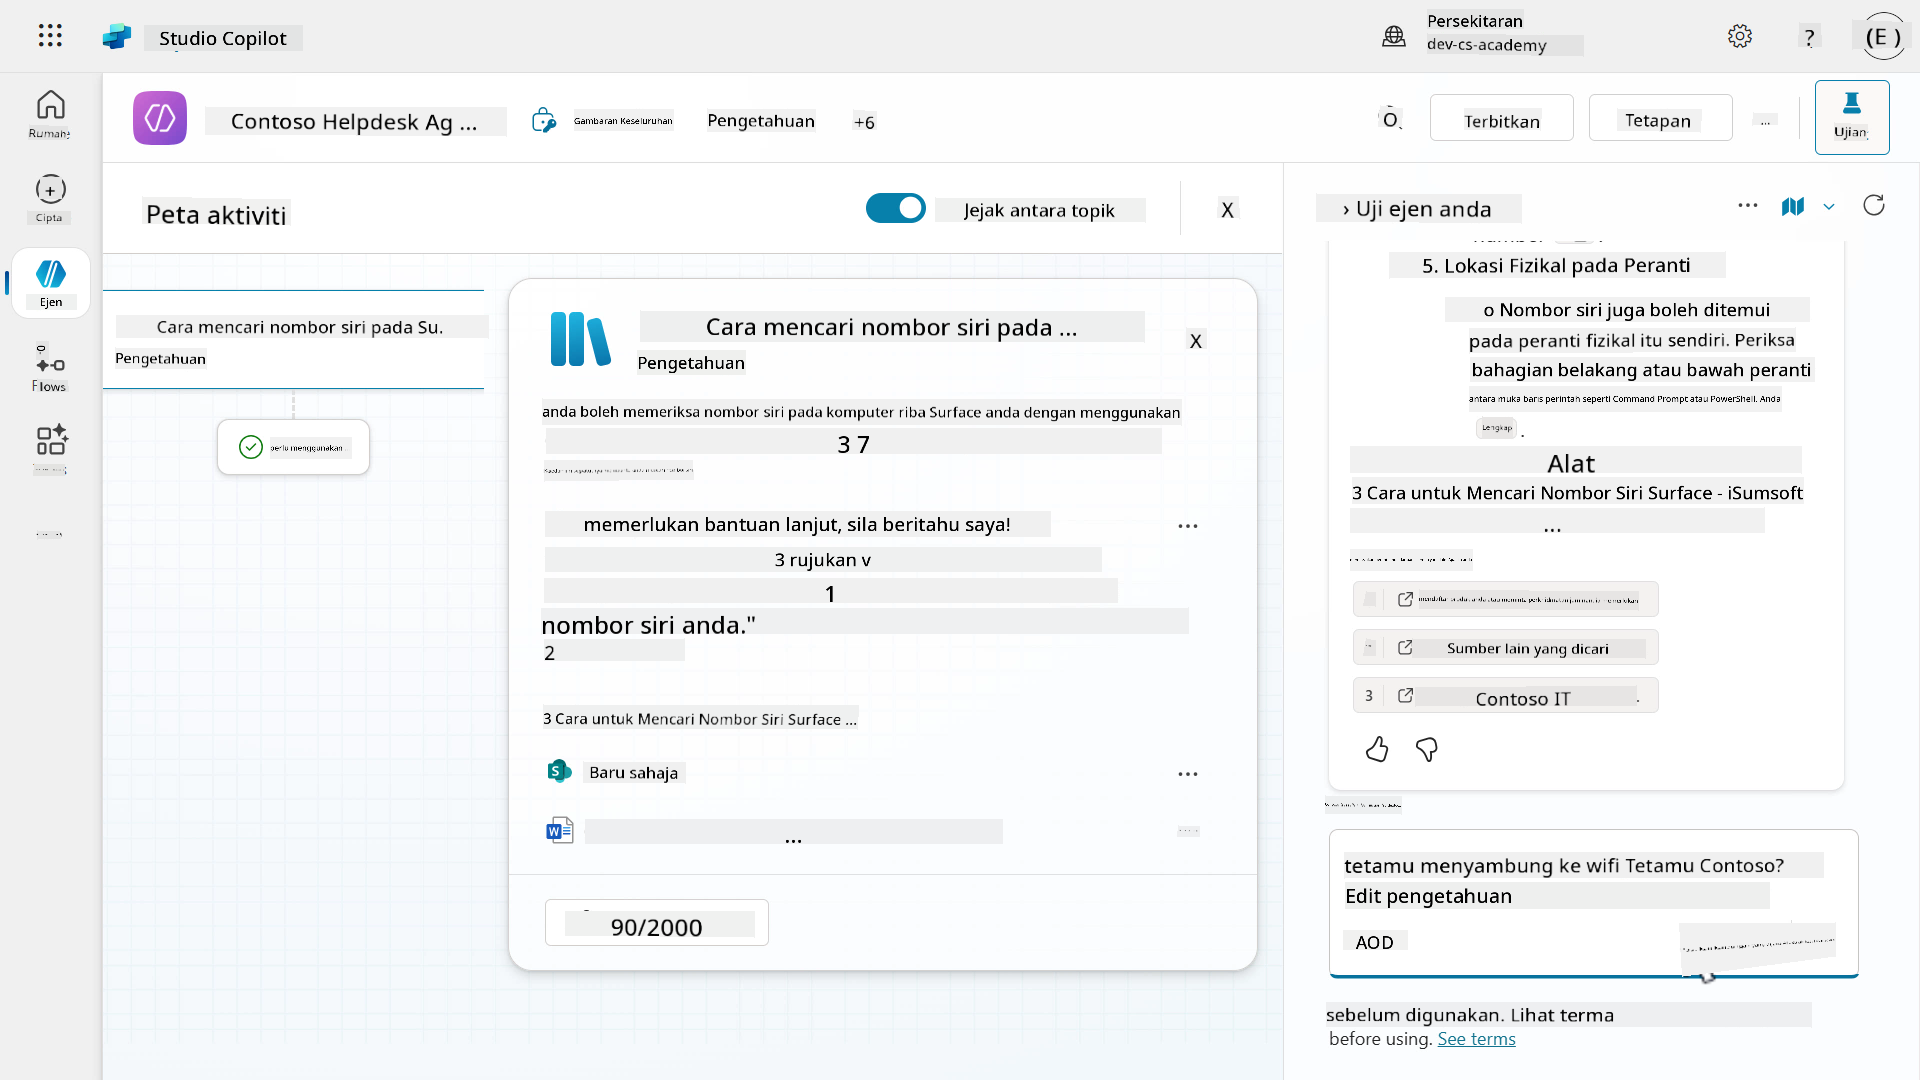 Studio Copilot
Persekitaran
dev-cs-academy
?
(E )
Rumah
Cipta
Ejen
Flows
Contoso Helpdesk Ag ...
Gambaran Keseluruhan
Pengetahuan
+6
Terbitkan
Tetapan
...
Ujian
Peta aktiviti
Jejak antara topik
X
Cara mencari nombor siri pada Su.
Pengetahuan
perlu menggunakan
Cara mencari nombor siri pada ...
Pengetahuan
X
anda boleh memeriksa nombor siri pada komputer riba Surface anda dengan menggunakan
3 7
memerlukan bantuan lanjut, sila beritahu saya!
3 rujukan v
1
nombor siri anda."
2
3 Cara untuk Mencari Nombor Siri Surface ...
Baru sahaja
...
90/2000
› Uji ejen anda
5. Lokasi Fizikal pada Peranti
o Nombor siri juga boleh ditemui
pada peranti fizikal itu sendiri. Periksa
bahagian belakang atau bawah peranti
antara muka baris perintah seperti Command Prompt atau PowerShell. Anda
Lengkap .
Alat
3 Cara untuk Mencari Nombor Siri Surface - iSumsoft
...
Sumber lain yang dicari
3 Contoso IT .
tetamu menyambung ke wifi Tetamu Contoso?
Edit pengetahuan
AOD
sebelum digunakan. Lihat terma
before using. See terms